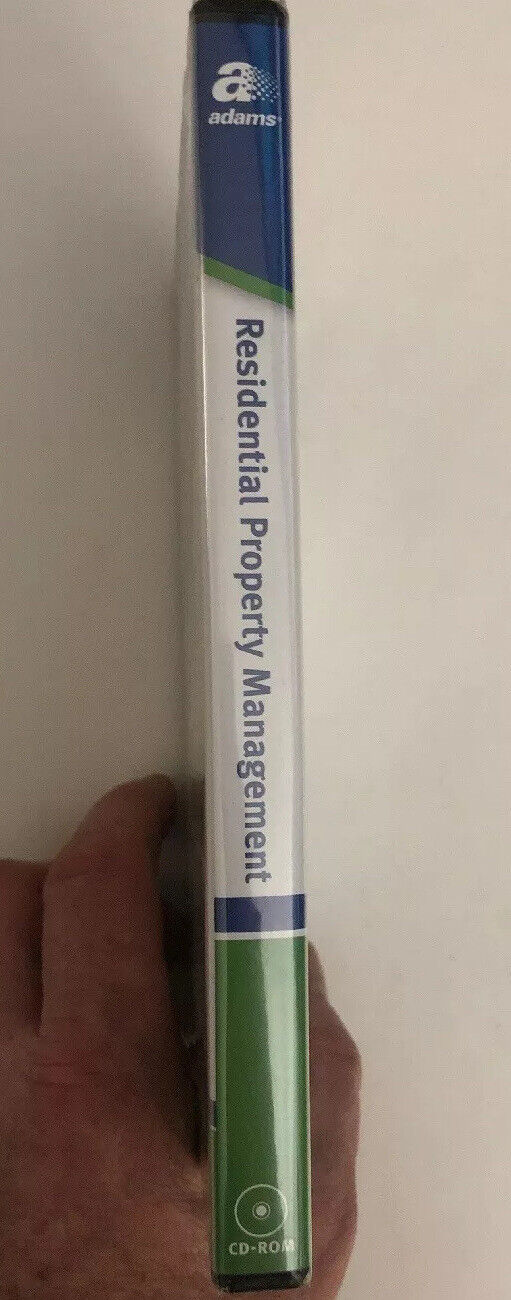 a
adams®
Residential Property Management
CD-ROM